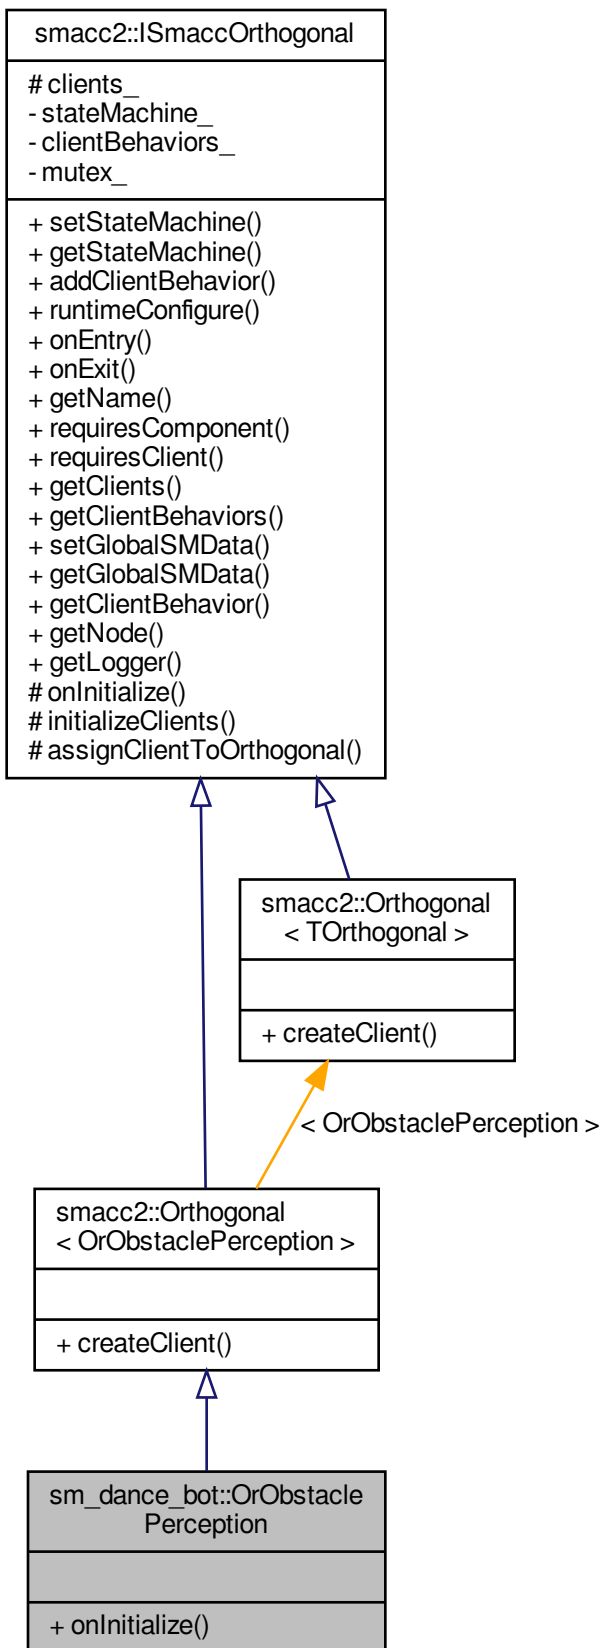 smacc2::ISmaccOrthogonal
# clients_
- stateMachine_
- clientBehaviors_
- mutex_
+ setStateMachine()
+ getStateMachine()
+ addClientBehavior()
+ runtimeConfigure()
+ onEntry()
+ onExit()
+ getName()
+ requiresComponent()
+ requiresClient()
+ getClients()
+ getClientBehaviors()
+ setGlobalSMData()
+ getGlobalSMData()
+ getClientBehavior()
+ getNode()
+ getLogger()
# onInitialize()
# initializeClients()
# assignClientToOrthogonal()
smacc2::Orthogonal
< TOrthogonal >
+ createClient()
< OrObstaclePerception >
smacc2::Orthogonal
< OrObstaclePerception >
+ createClient()
sm_dance_bot::OrObstacle
Perception
+ onInitialize()